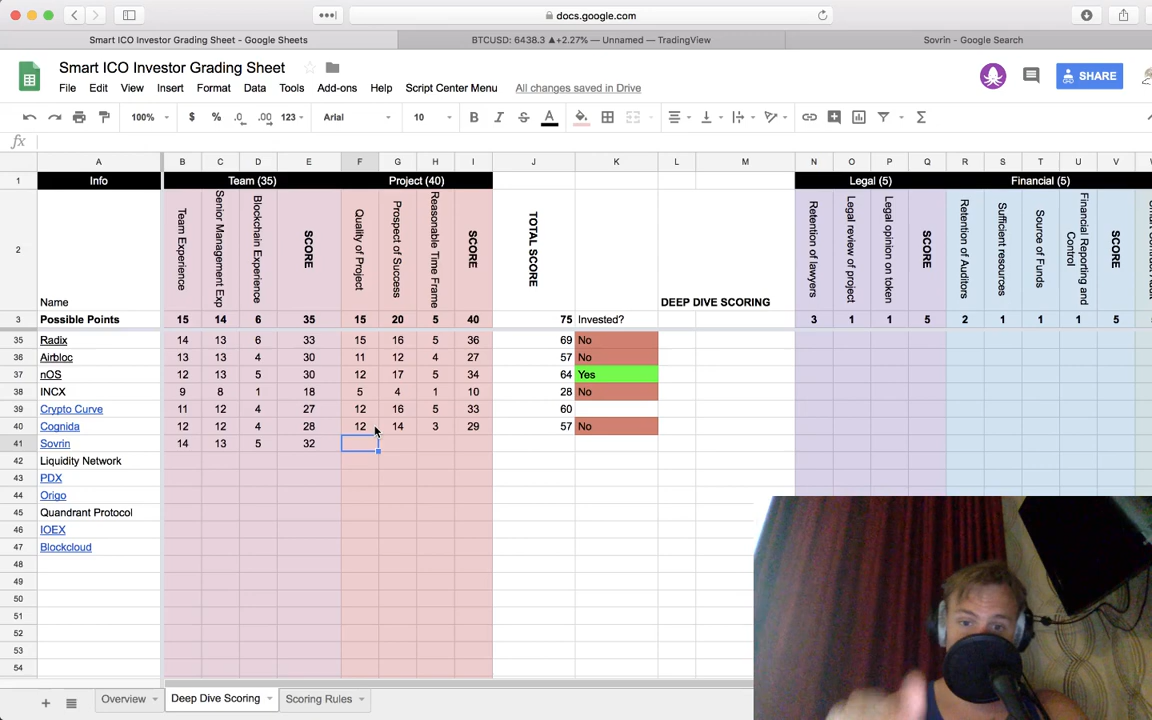 docs.google.com
Smart ICO Investor Grading Sheet - Google Sheets
BTCUSD: 6438.3 ▲+2.27% — Unnamed — TradingView
Sovrin - Google Search
Smart ICO Investor Grading Sheet
File Edit View Insert Format Data Tools Add-ons Help Script Center Menu All changes saved in Drive
SHARE
100% $ % .0 .00 123 Arial 10 B I S A
fx
A B C D E F G H I J K L M N O P Q R S T U V
1 Info Team (35) Project (40) Legal (5) Financial (5)
2 Name Team Experience Senior Management Exp Blockchain Experience SCORE Quality of Project Prospect of Success Reasonable Time Frame SCORE TOTAL SCORE DEEP DIVE SCORING Retention of lawyers Legal review of project Legal opinion on token SCORE Retention of Auditors Sufficient resources Source of Funds Financial Reporting and Control SCORE
3 Possible Points 15 14 6 35 15 20 5 40 75 Invested? 3 1 1 5 2 1 1 1 5
35 Radix 14 13 6 33 15 16 5 36 69 No
36 Airbloc 13 13 4 30 11 12 4 27 57 No
37 nOS 12 13 5 30 12 17 5 34 64 Yes
38 INCX 9 8 1 18 5 4 1 10 28 No
39 Crypto Curve 11 12 4 27 12 16 5 33 60
40 Cognida 12 12 4 28 12 14 3 29 57 No
41 Sovrin 14 13 5 32
42 Liquidity Network
43 PDX
44 Origo
45 Quandrant Protocol
46 IOEX
47 Blockcloud
48
49
50
51
52
53
54
Overview Deep Dive Scoring Scoring Rules